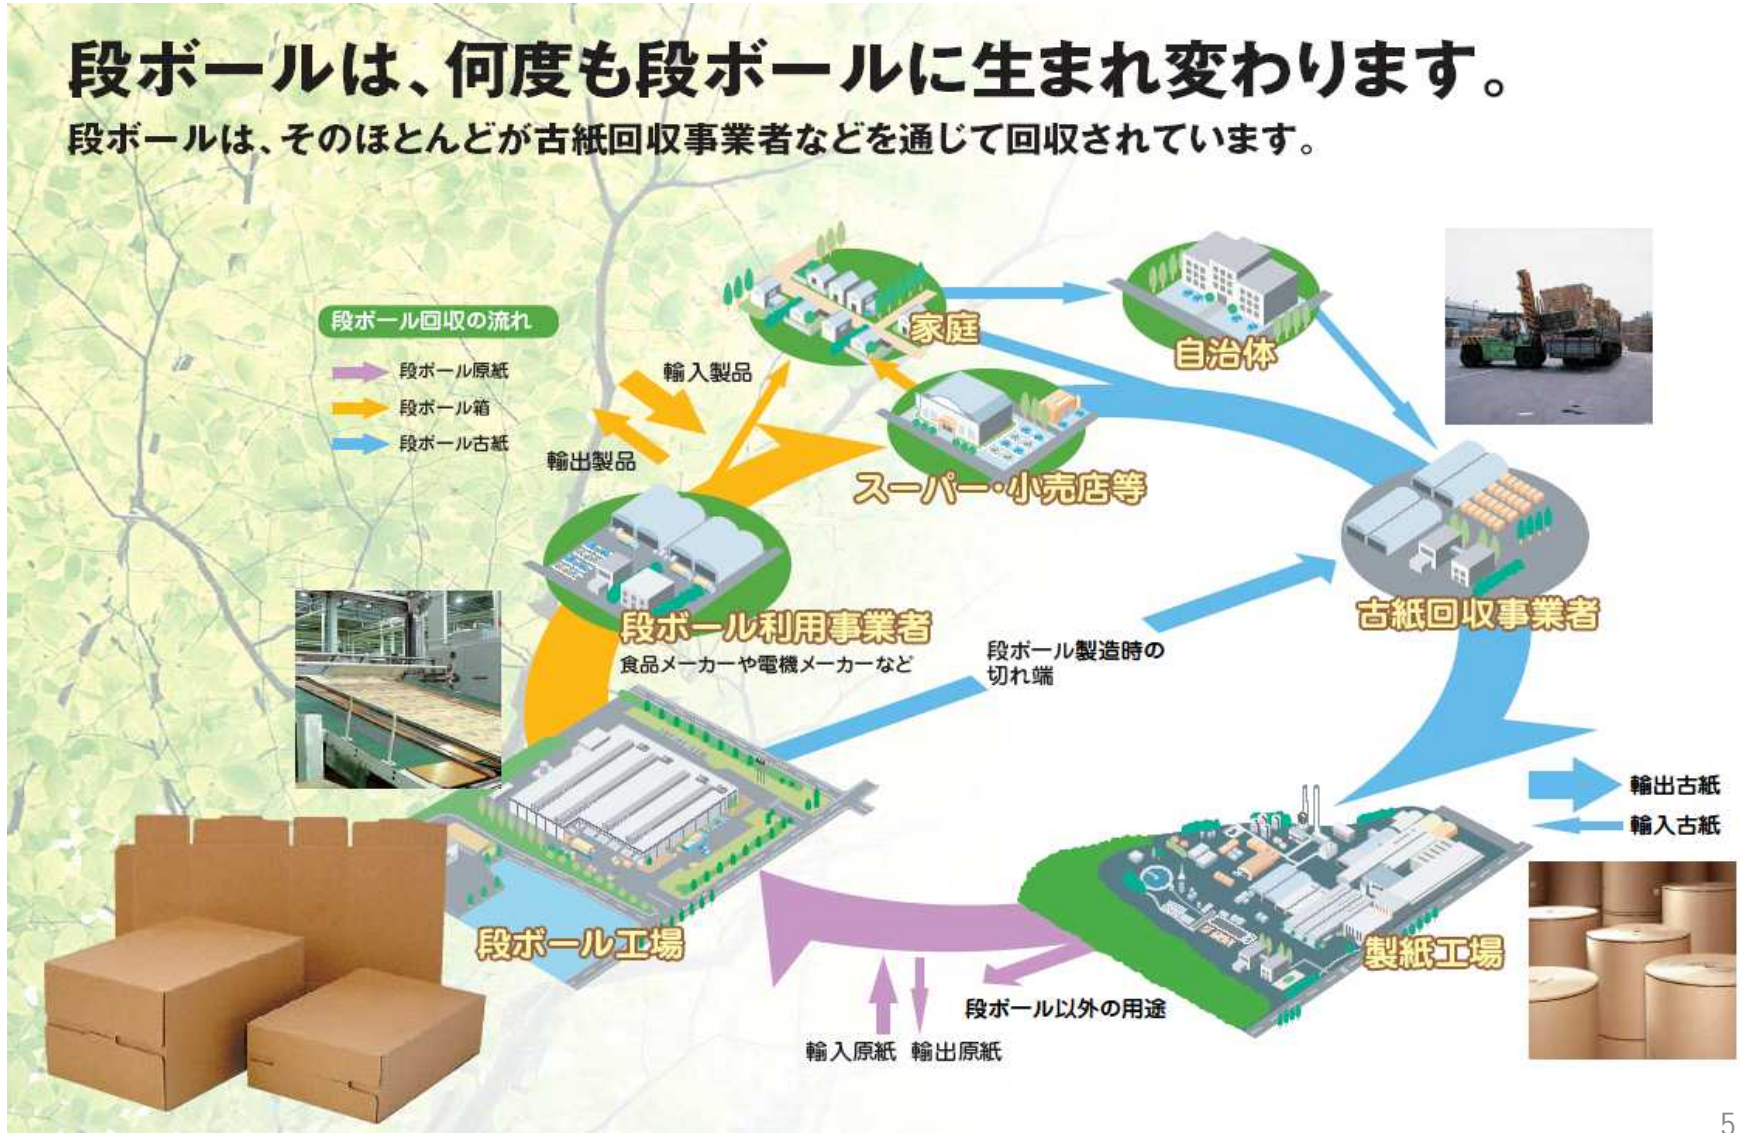 段ボールは、何度も段ボールに生まれ変わります。
段ボールは、そのほとんどが古紙回収事業者などを通じて回収されています。
段ボール回収の流れ
段ボール原紙
段ボール箱
段ボール古紙
輸入製品
輸出製品
家庭
自治体
スーパー・小売店等
段ボール利用事業者
食品メーカーや電機メーカーなど
古紙回収事業者
段ボール製造時の
切れ端
輸出古紙
輸入古紙
段ボール工場
製紙工場
段ボール以外の用途
輸入原紙
輸出原紙
5